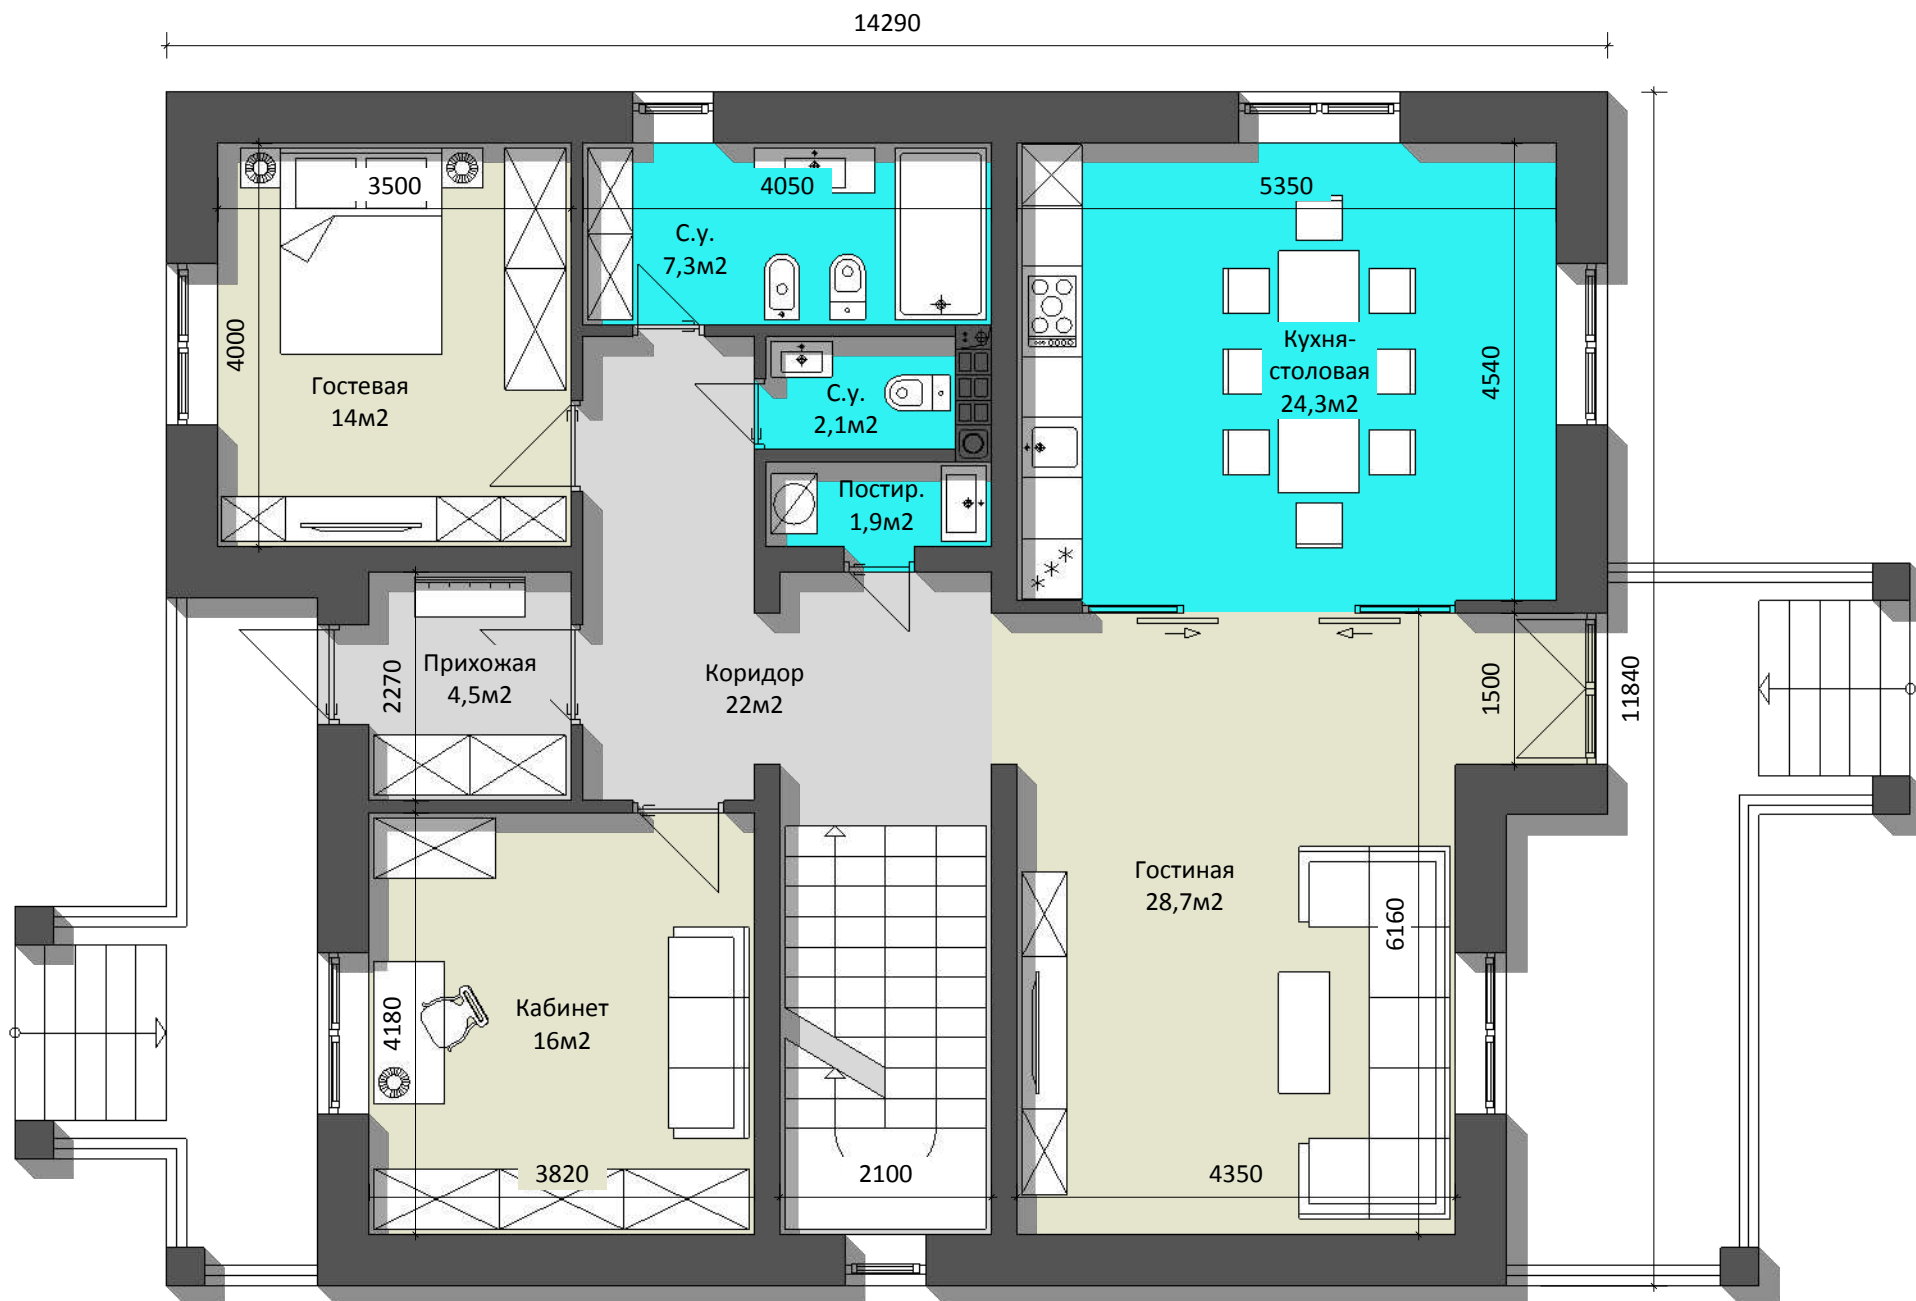 14290
3500
4050
5350
С.у.
7,3м2
4000
Гостевая
14м2
Кухня-
столовая
24,3м2
4540
С.у.
2,1м2
Постир.
1,9м2
Прихожая
4,5м2
2270
Коридор
22м2
1500
11840
Гостиная
28,7м2
6160
Кабинет
16м2
4180
3820
2100
4350